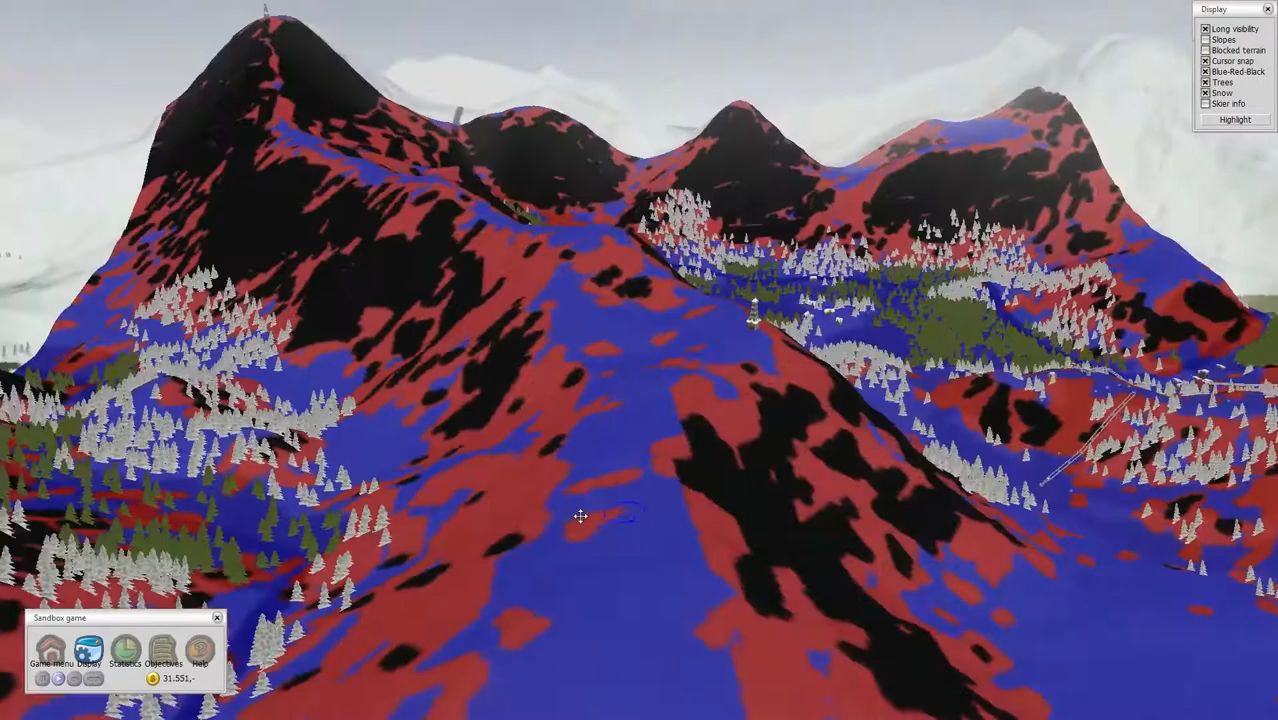 Display
Long visibility
Slopes
Blocked terrain
Cursor snap
Blue-Red-Black
Trees
Snow
Skier info
Highlight
Sandbox game
Game menu Display Statistics Objectives Help
31.551,-